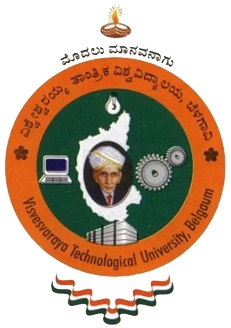 ಮೊದಲು ಮಾನವನಾಗು
ವಿಶ್ವೇಶ್ವರಯ್ಯ ತಾಂತ್ರಿಕ ವಿಶ್ವವಿದ್ಯಾಲಯ, ಬೆಳಗಾವಿ
Visvesvaraya Technological University, Belgaum